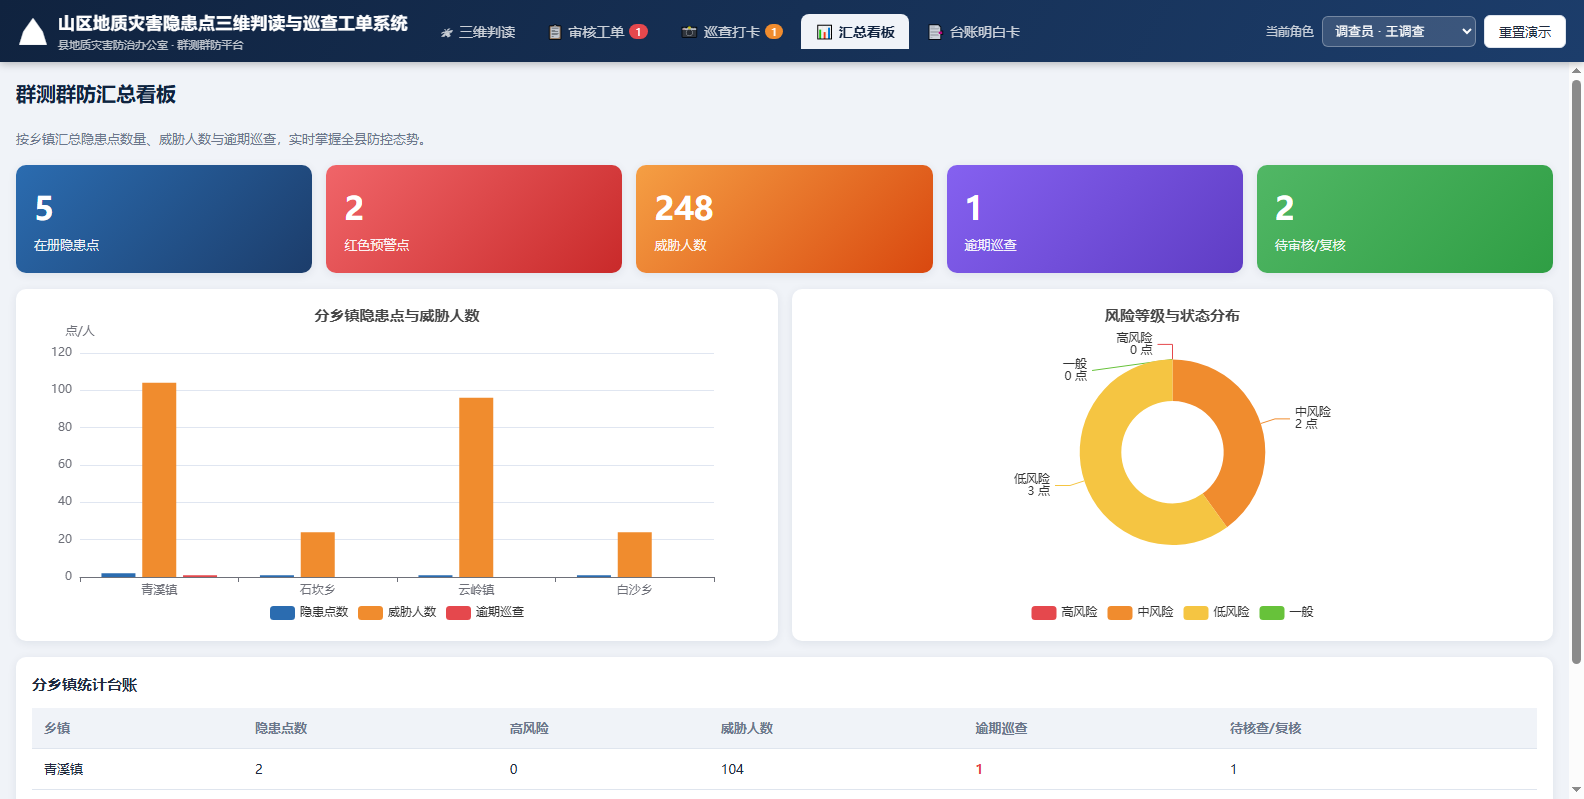 山区地质灾害隐患点三维判读与巡查工单系统
县地质灾害防治办公室 · 群测群防平台
三维判读
审核工单 1
巡查打卡 1
汇总看板
台账明白卡
当前角色
调查员 · 王调查
重置演示
群测群防汇总看板
按乡镇汇总隐患点数量、威胁人数与逾期巡查，实时掌握全县防控态势。
5
在册隐患点
2
红色预警点
248
威胁人数
1
逾期巡查
2
待审核/复核
分乡镇隐患点与威胁人数
点/人
120
100
80
60
40
20
0
青溪镇
石坎乡
云岭镇
白沙乡
隐患点数
威胁人数
逾期巡查
风险等级与状态分布
高风险
0 点
一般
0 点
中风险
2 点
低风险
3 点
高风险
中风险
低风险
一般
分乡镇统计台账
乡镇 隐患点数 高风险 威胁人数 逾期巡查 待核查/复核
青溪镇 2 0 104 1 1